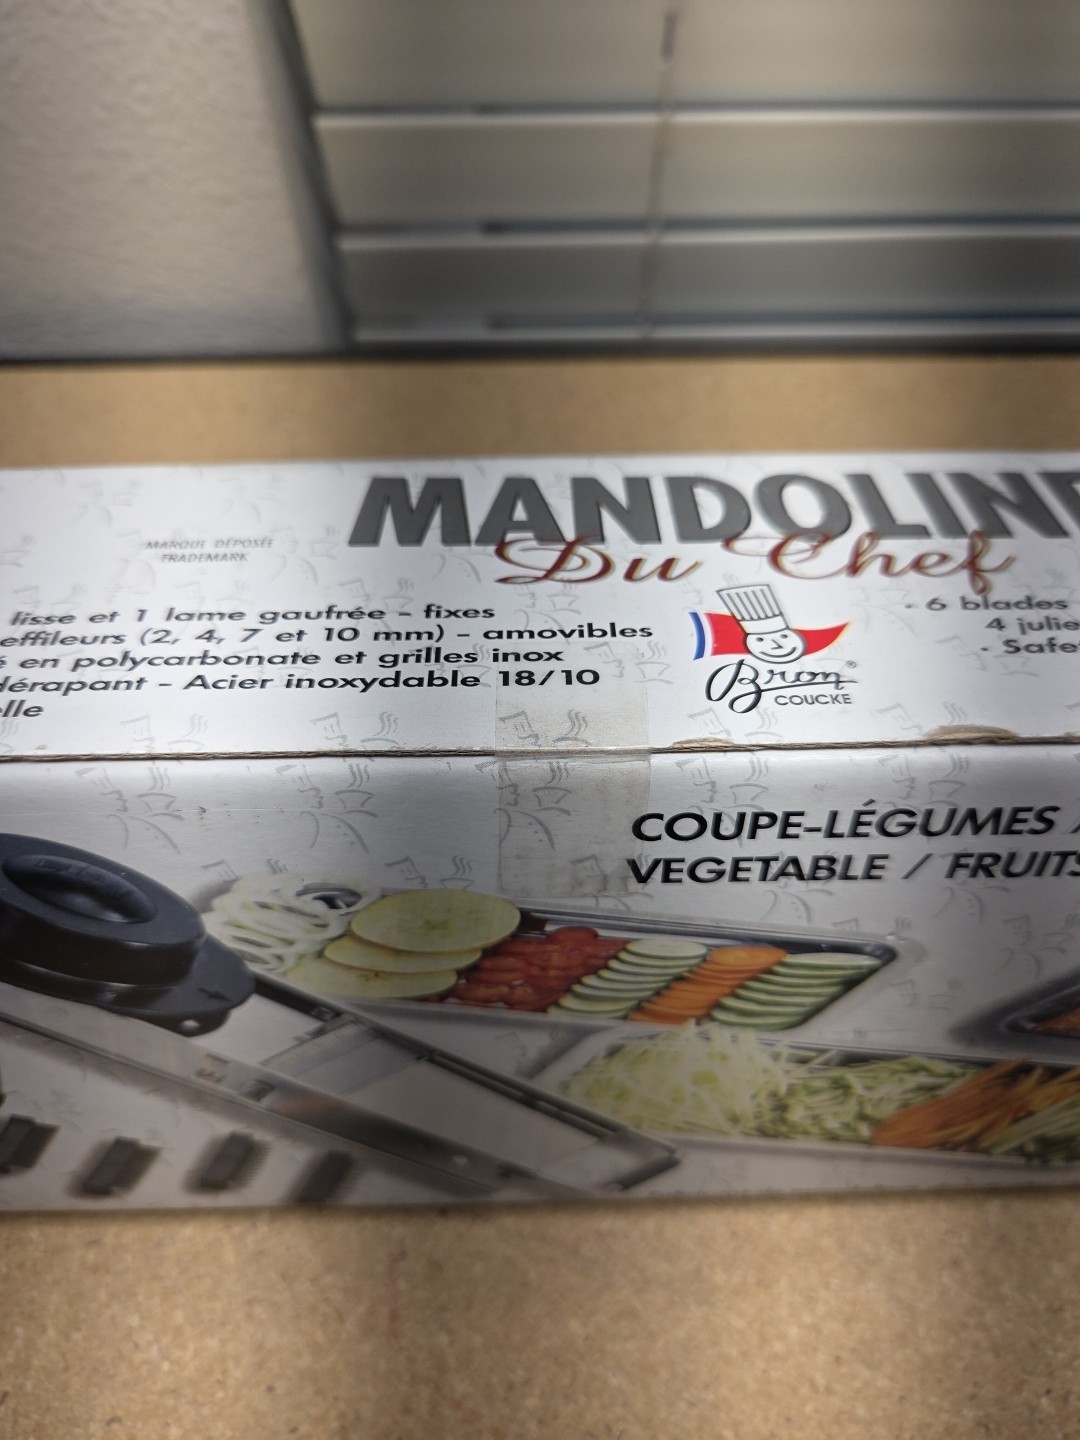 MANDOLINE
Du Chef
MARQUE DÉPOSÉE
TRADEMARK
lisse et 1 lame gaufrée - fixes
effileurs (2, 4, 7 et 10 mm) - amovibles
en polycarbonate et grilles inox
dérapant - Acier inoxydable 18/10
elle
- 6 blades
4 julie
- Safe
Bron®
COUCKE
COUPE-LÉGUMES
VEGETABLE / FRUITS